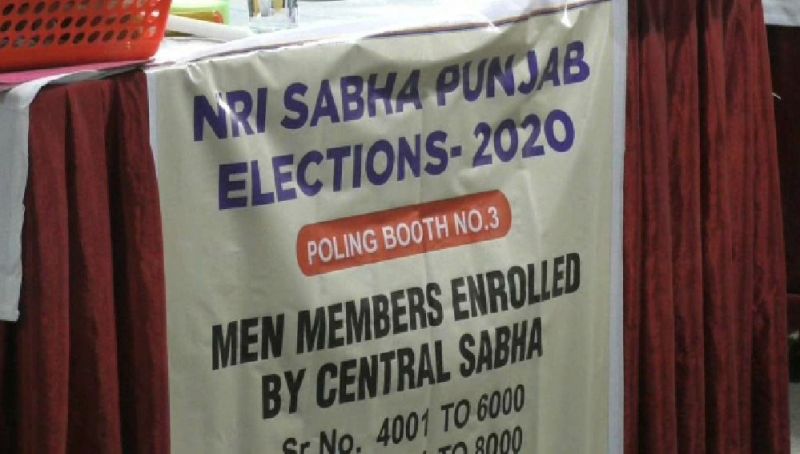 NRI SABHA PUNJAB
ELECTIONS- 2020
POLING BOOTH NO.3
MEN MEMBERS ENROLLED
BY CENTRAL SABHA
Sr No. 4001 TO 6000
TO 8000